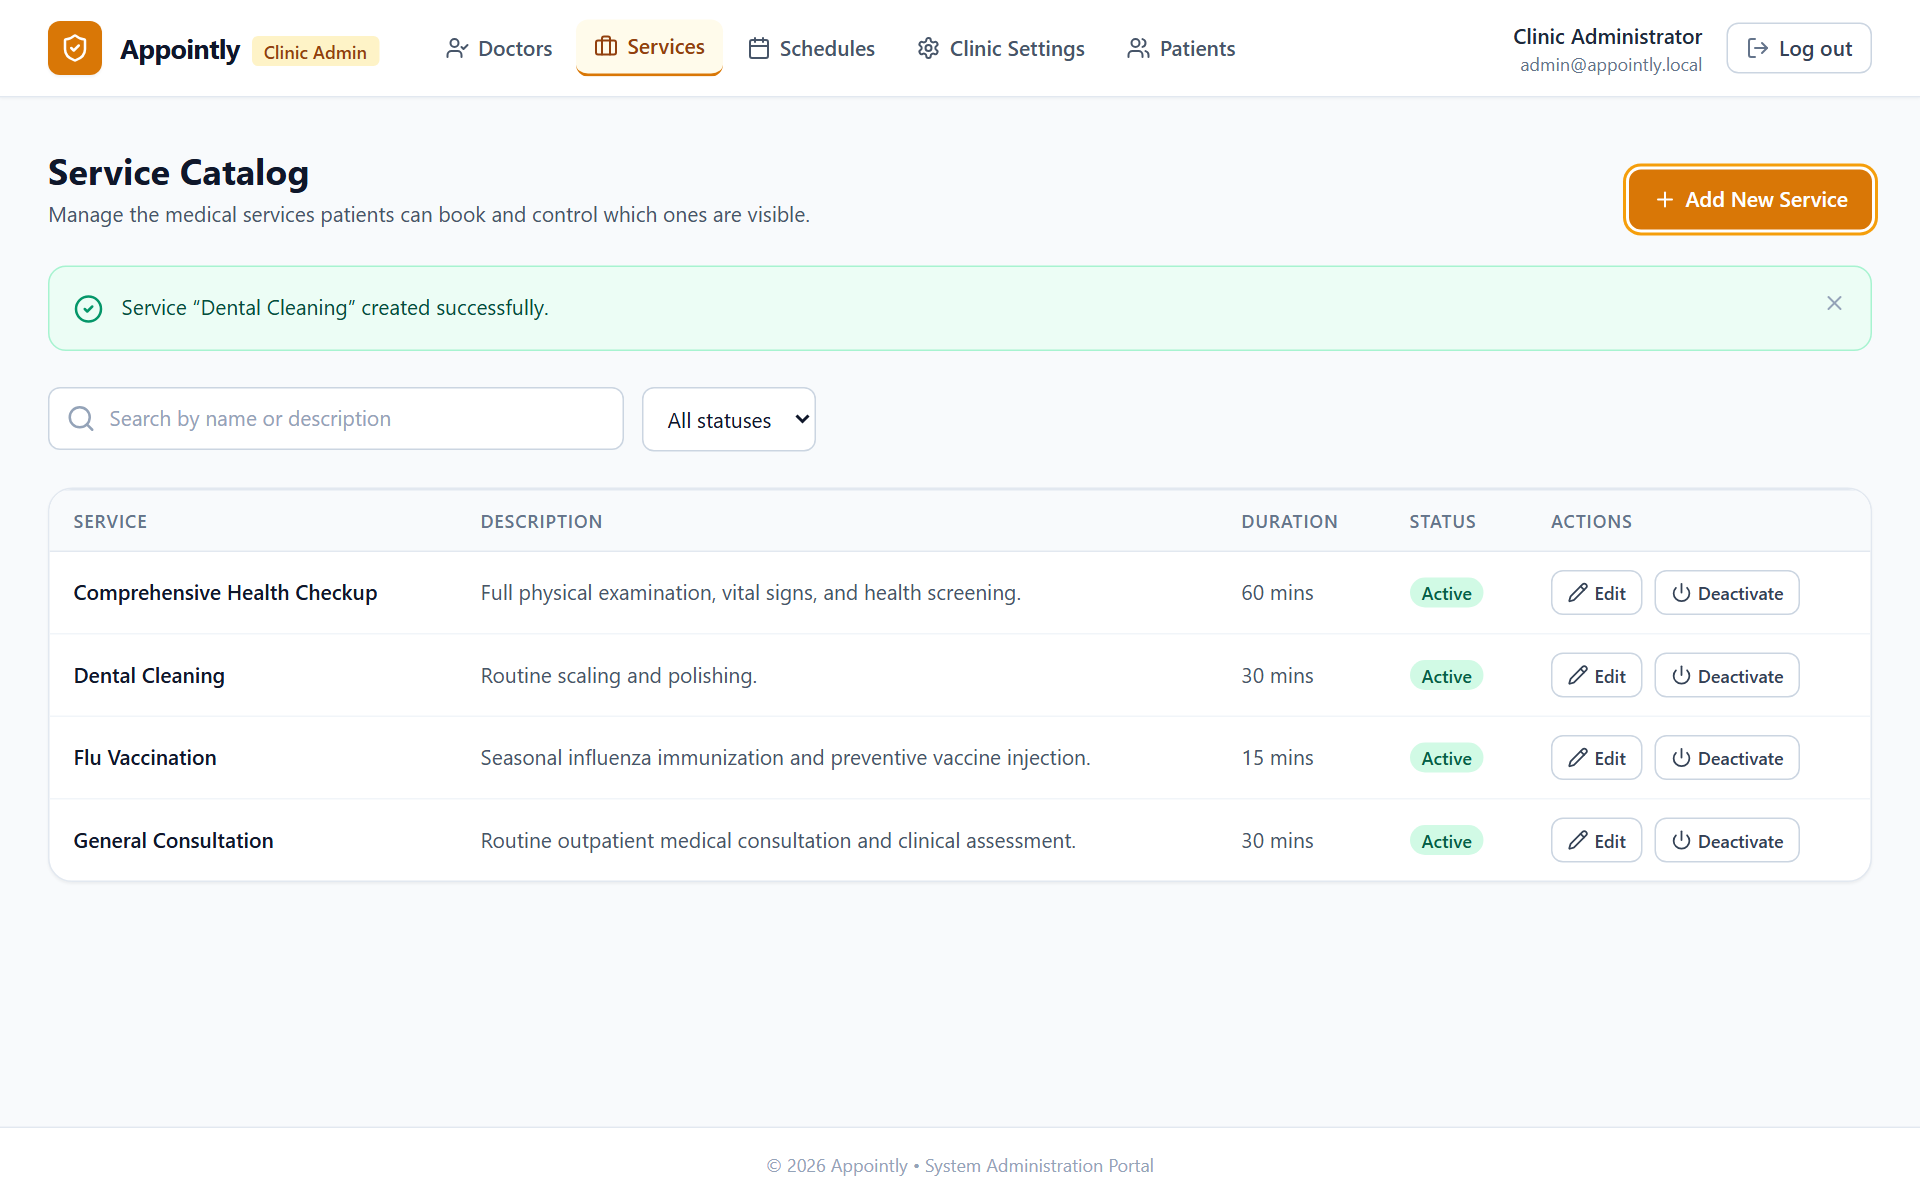 Appointly
Clinic Admin
Doctors
Services
Schedules
Clinic Settings
Patients
Clinic Administrator
admin@appointly.local
Log out
Service Catalog
Manage the medical services patients can book and control which ones are visible.
Add New Service
Service “Dental Cleaning” created successfully.
Search by name or description
All statuses
SERVICE DESCRIPTION DURATION STATUS ACTIONS
Comprehensive Health Checkup Full physical examination, vital signs, and health screening. 60 mins Active Edit Deactivate
Dental Cleaning Routine scaling and polishing. 30 mins Active Edit Deactivate
Flu Vaccination Seasonal influenza immunization and preventive vaccine injection. 15 mins Active Edit Deactivate
General Consultation Routine outpatient medical consultation and clinical assessment. 30 mins Active Edit Deactivate
© 2026 Appointly • System Administration Portal